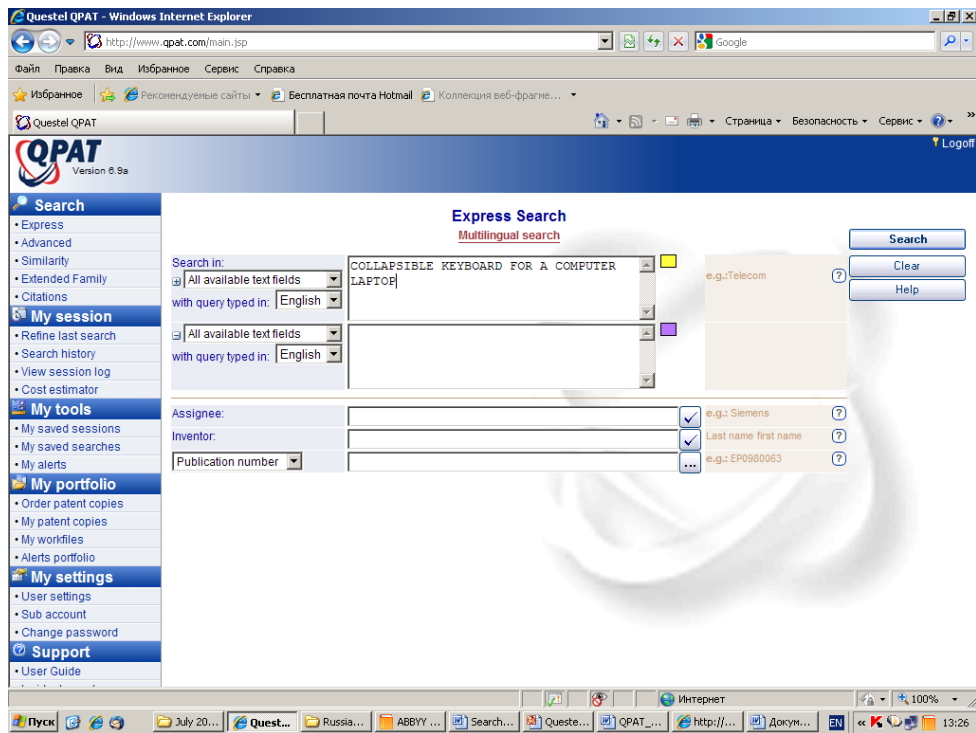 Questel QPAT - Windows Internet Explorer
http://www.qpat.com/main.jsp
Google
Файл Правка Вид Избранное Сервис Справка
Избранное Рекомендуемые сайты Бесплатная почта Hotmail Коллекция веб-фрагме...
Questel QPAT
Страница Безопасность Сервис »
QPAT
Version 6.9a
Logoff
Search
• Express
• Advanced
• Similarity
• Extended Family
• Citations
My session
• Refine last search
• Search history
• View session log
• Cost estimator
My tools
• My saved sessions
• My saved searches
• My alerts
My portfolio
• Order patent copies
• My patent copies
• My workfiles
• Alerts portfolio
My settings
• User settings
• Sub account
• Change password
Support
• User Guide
Express Search
Multilingual search
Search in:
All available text fields
with query typed in: English
COLLAPSIBLE KEYBOARD FOR A COMPUTER
LAPTOP
e.g.:Telecom
?
All available text fields
with query typed in: English
Assignee:
e.g.: Siemens
?
Inventor:
Last name first name
?
Publication number
...
e.g.: EP0980063
?
Search
Clear
Help
Интернет
100%
Пуск
July 20...
Quest...
Russia...
ABBYY ...
Search...
Queste...
QPAT_...
http://...
Докум...
EN
«
13:26